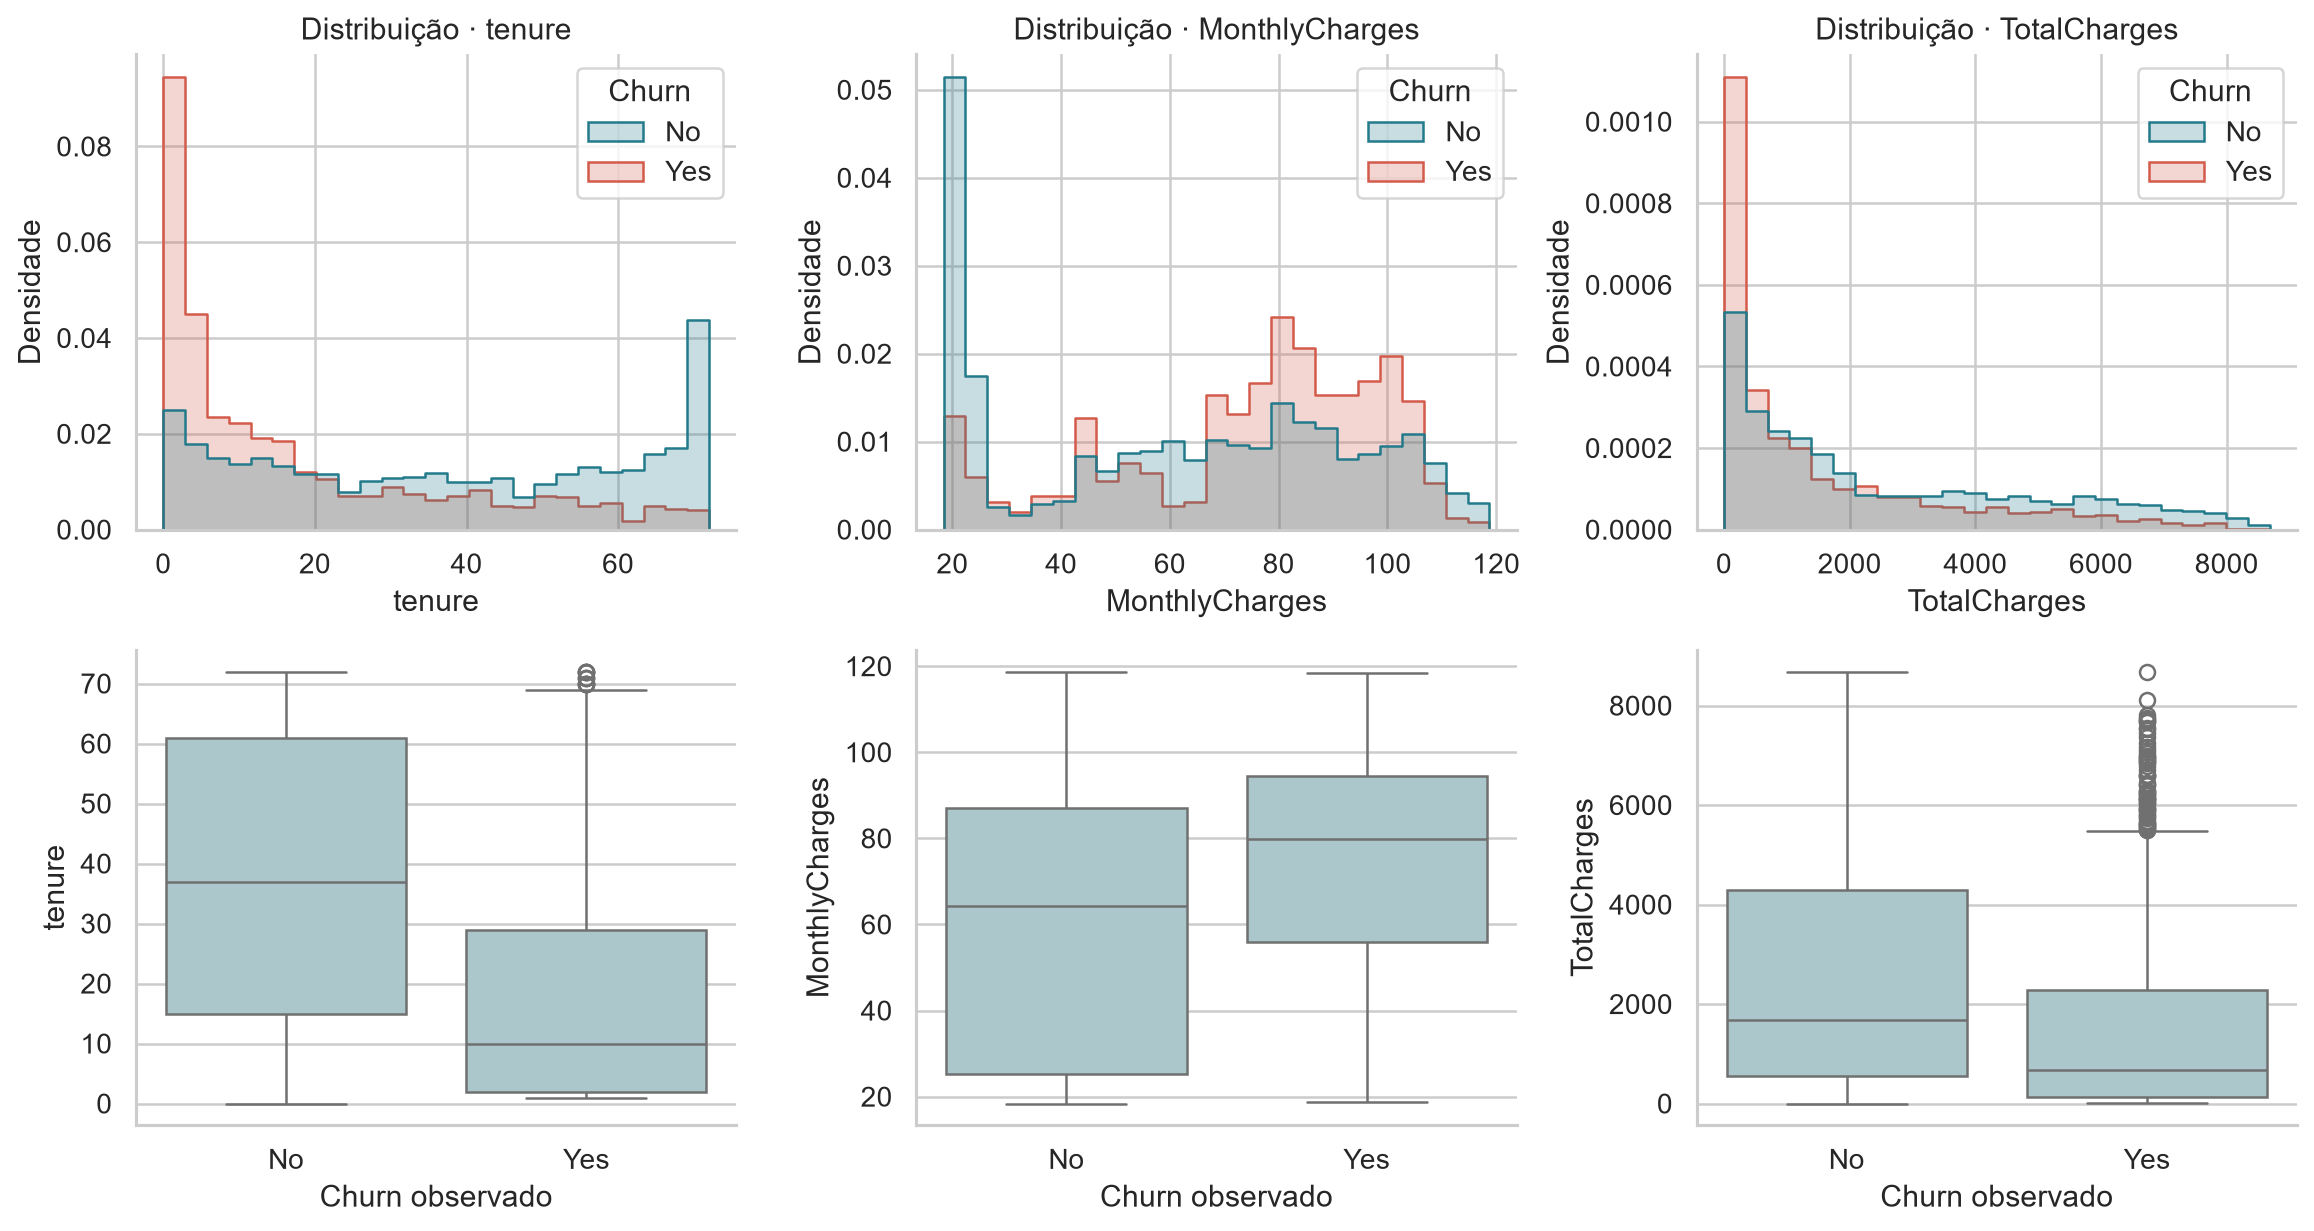 Distribuição · tenure
Churn
No
Yes
Densidade
0.08
0.06
0.04
0.02
0.00
0
20
40
60
tenure
Distribuição · MonthlyCharges
Churn
No
Yes
Densidade
0.05
0.04
0.03
0.02
0.01
0.00
20
40
60
80
100
120
MonthlyCharges
Distribuição · TotalCharges
Churn
No
Yes
Densidade
0.0010
0.0008
0.0006
0.0004
0.0002
0.0000
0
2000
4000
6000
8000
TotalCharges
tenure
70
60
50
40
30
20
10
0
No
Yes
Churn observado
MonthlyCharges
120
100
80
60
40
20
No
Yes
Churn observado
TotalCharges
8000
6000
4000
2000
0
No
Yes
Churn observado